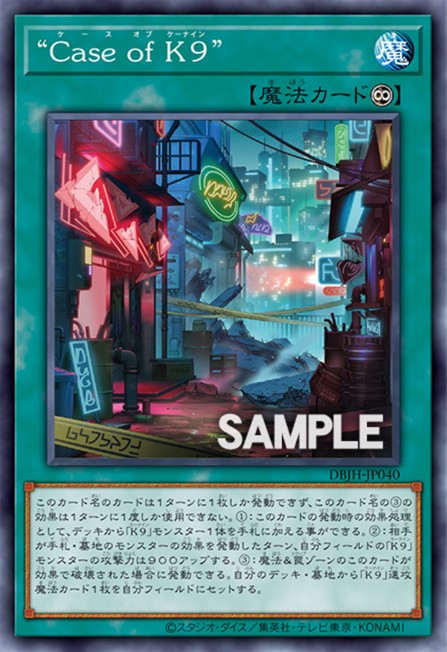 ケース オブ ケーナイン
“Case of K9”
魔
【魔法カード】
SAMPLE
DBJH-JP040
このカード名のカードは1ターンに1枚しか発動できず、このカード名の③の
効果は1ターンに1度しか使用できない。①：このカードの発動時の効果処理
として、デッキから「K9」モンスター1体を手札に加える事ができる。②：相手
が手札・墓地のモンスターの効果を発動したターン、自分フィールドの「K9」
モンスターの攻撃力は900アップする。③：魔法&罠ゾーンのこのカードが
効果で破壊された場合に発動できる。自分のデッキ・墓地から「K9」速攻
魔法カード1枚を自分フィールドにセットする。
©スタジオ・ダイス／集英社・テレビ東京・KONAMI